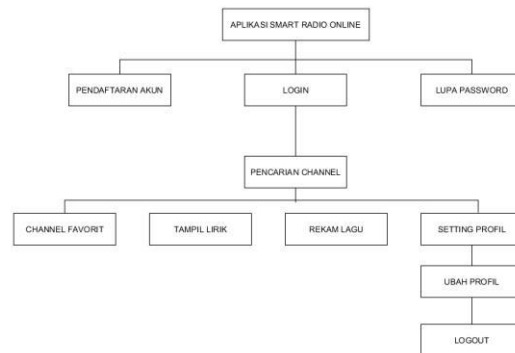 APLIKASI SMART RADIO ONLINE
PENDAFTARAN AKUN
LOGIN
LUPA PASSWORD
PENCARIAN CHANNEL
CHANNEL FAVORIT
TAMPIL LIRIK
REKAM LAGU
SETTING PROFIL
UBAH PROFIL
LOGOUT